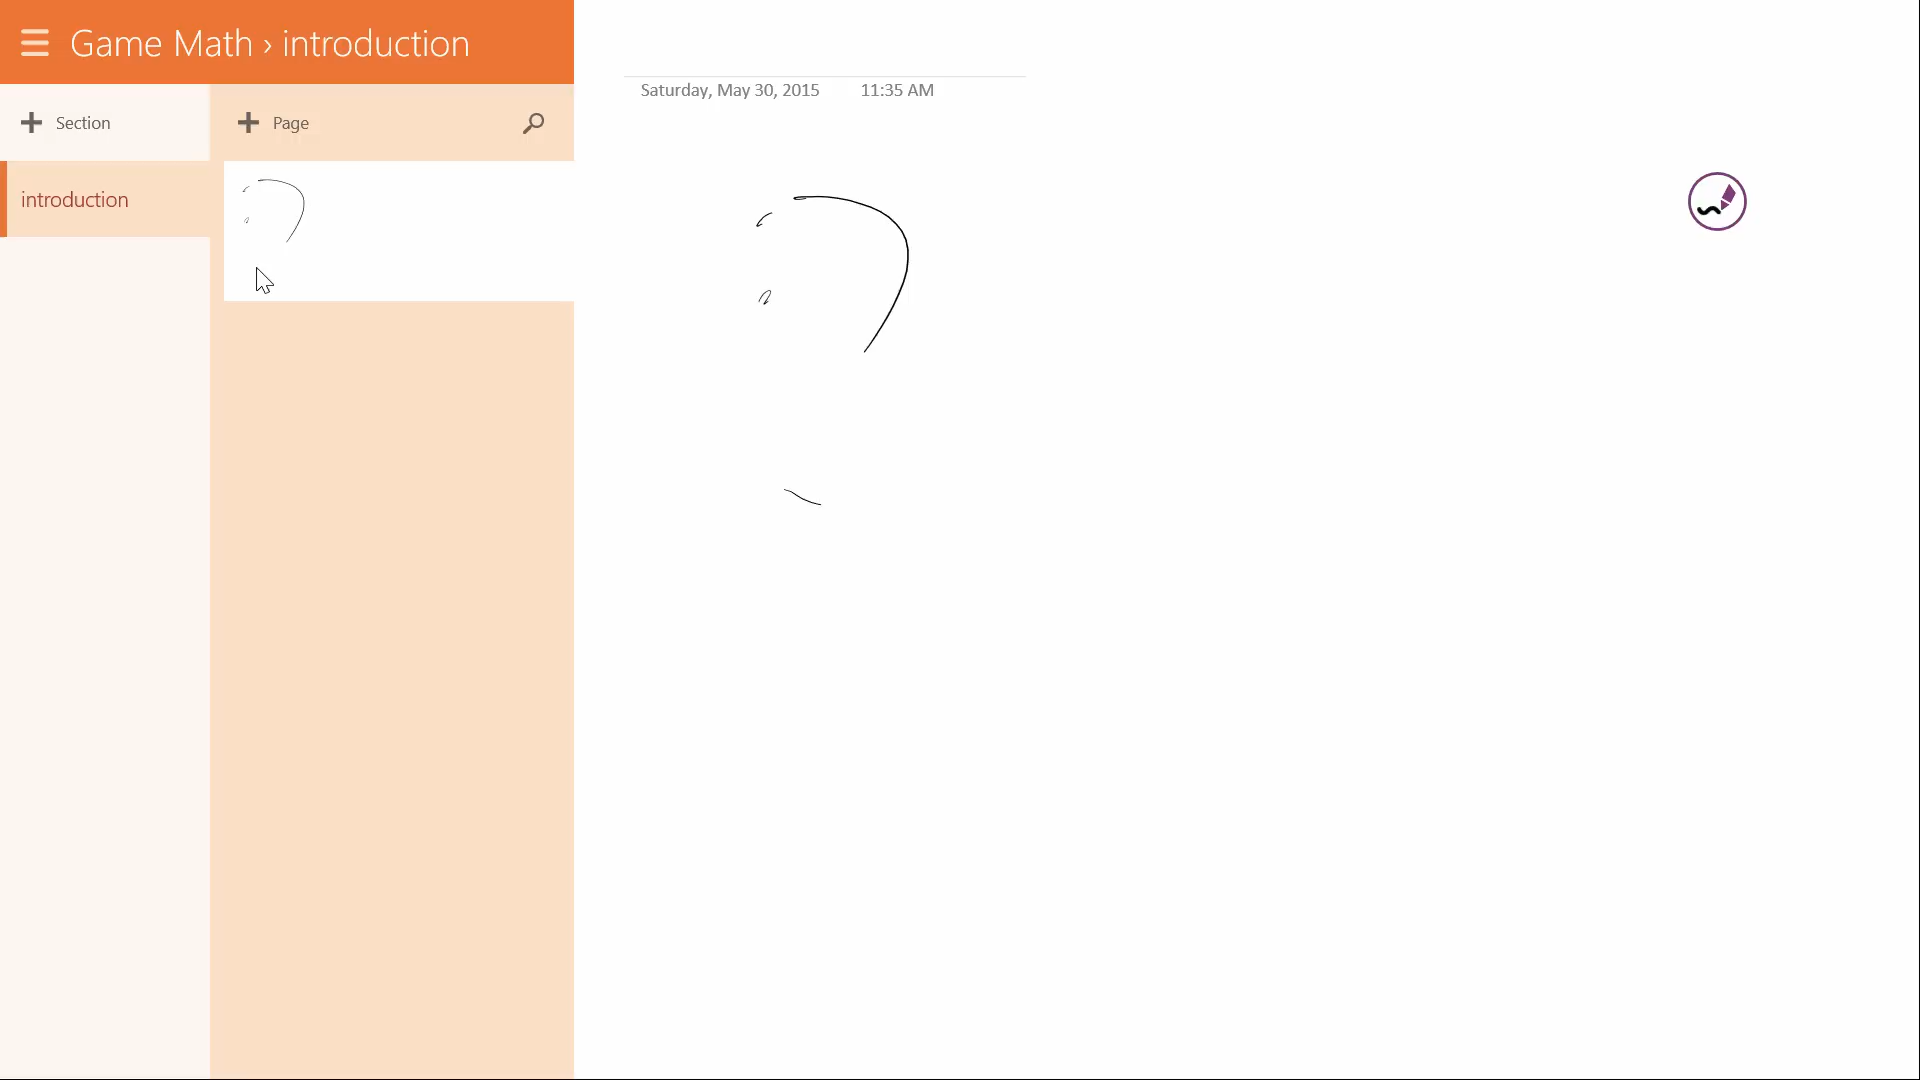 Game Math › introduction
Section
Page
introduction
Saturday, May 30, 2015 11:35 AM